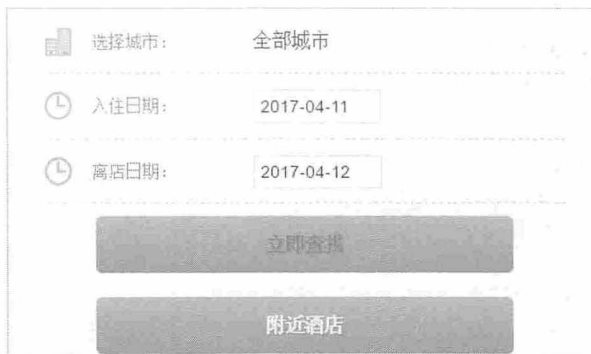 选择城市： 全部城市
入住日期： 2017-04-11
离店日期： 2017-04-12
立即查找
附近酒店